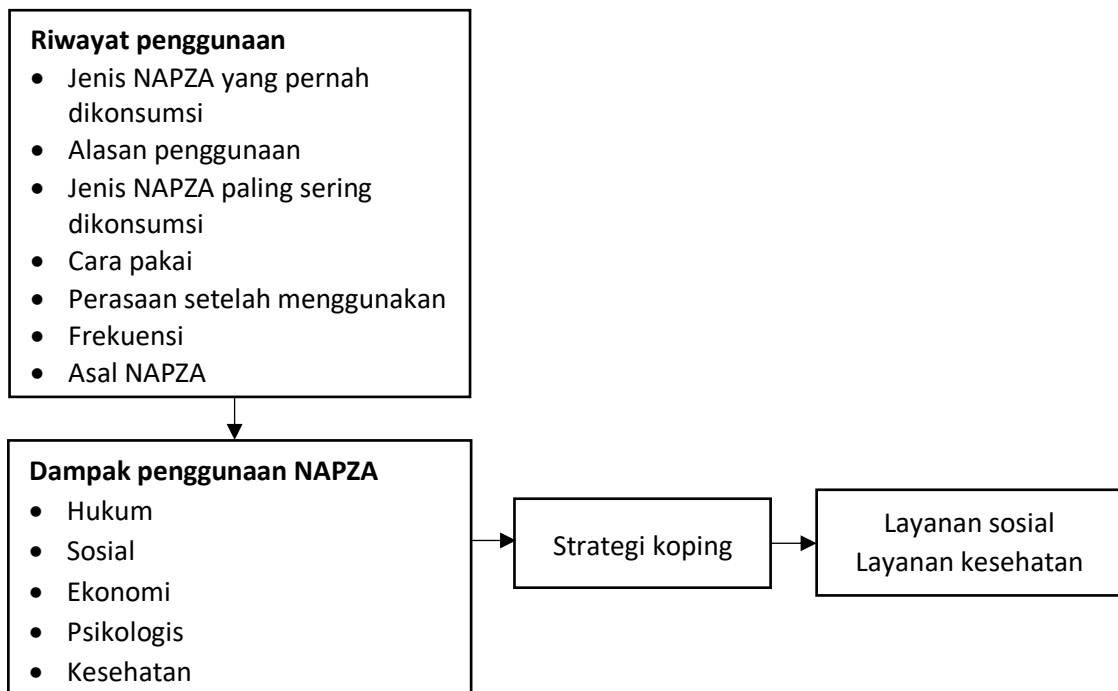 Riwayat penggunaan
• Jenis NAPZA yang pernah
dikonsumsi
• Alasan penggunaan
• Jenis NAPZA paling sering
dikonsumsi
• Cara pakai
• Perasaan setelah menggunakan
• Frekuensi
• Asal NAPZA
Dampak penggunaan NAPZA
• Hukum
• Sosial
• Ekonomi
• Psikologis
• Kesehatan
Strategi koping
Layanan sosial
Layanan kesehatan